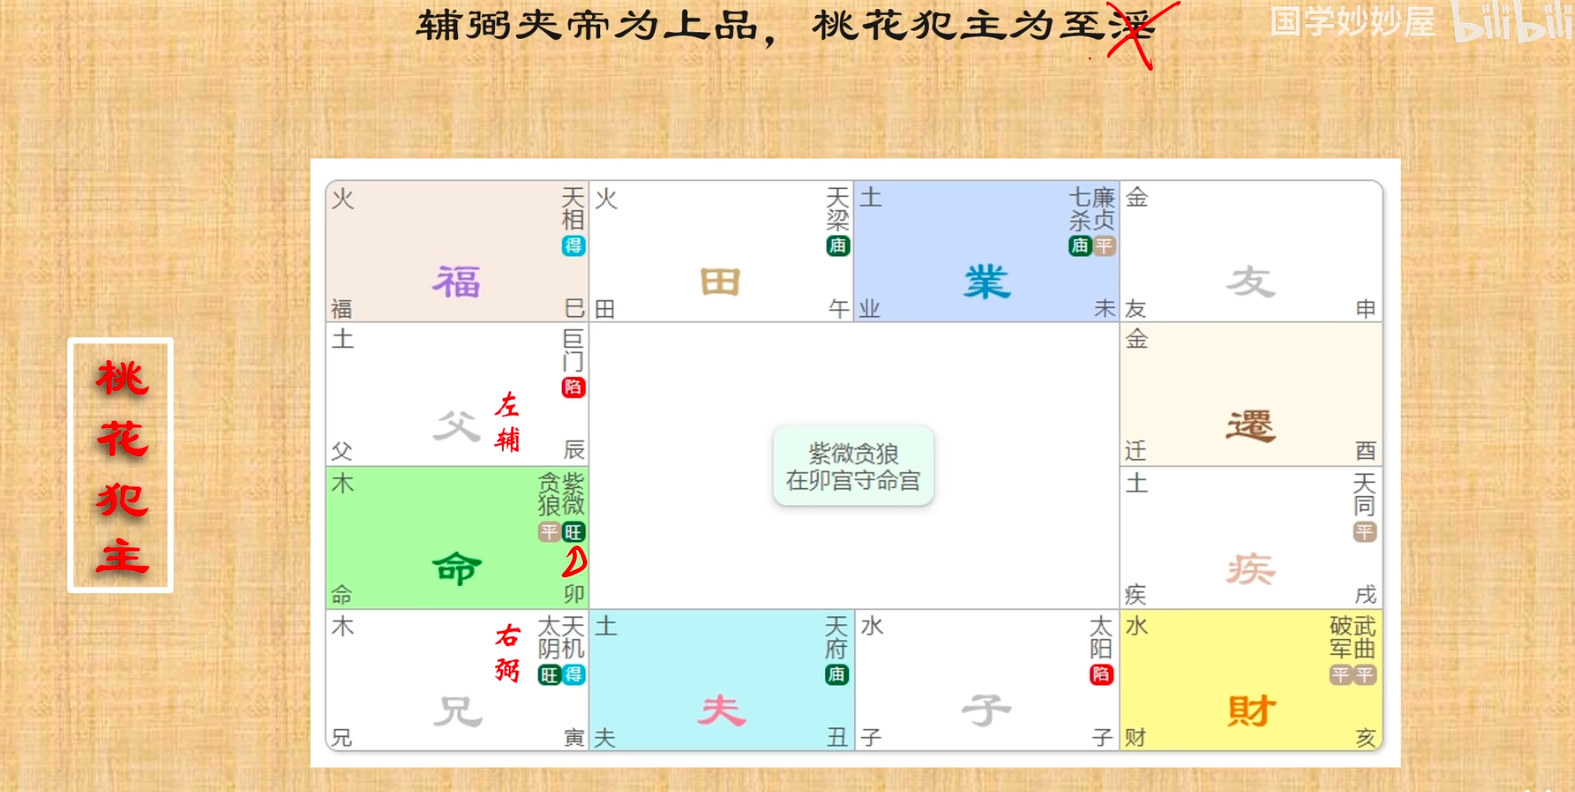 辅弼夹帝为上品，桃花犯主为至淫
国学妙妙屋 bilibili
桃花犯主
火 天相 得 福 福 巳
火 天梁 庙 田 田 午
土 七杀 廉贞 庙 平 業 业 未
金 友 友 申
土 巨门 陷 父 左辅 父 辰
紫微贪狼
在卯宫守命宫
金 遷 迁 酉
木 贪狼 紫微 平 旺 命 命 卯
土 天同 平 疾 疾 戌
木 右弼 太阴 天机 旺 得 兄 兄 寅
土 天府 庙 夫 夫 丑
水 太阳 陷 子 子 子
水 破军 武曲 平 平 財 财 亥